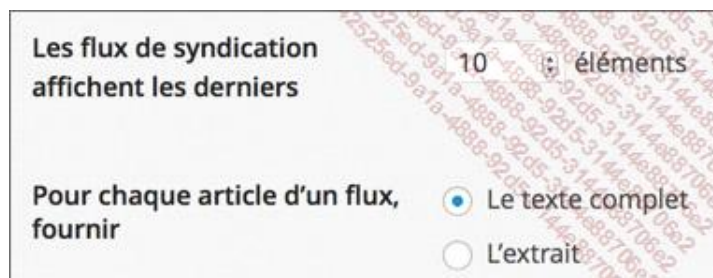 Les flux de syndication
affichent les derniers
10 éléments
Pour chaque article d'un flux,
fournir
Le texte complet
L'extrait